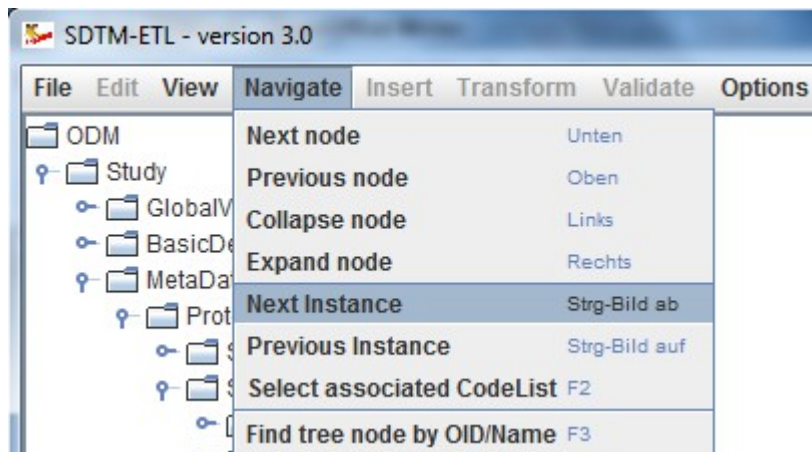 SDTM-ETL - version 3.0
File Edit View Navigate Insert Transform Validate Options
ODM
Study
GlobalV
BasicDe
MetaDa
Prot
S
S
Next node Unten
Previous node Oben
Collapse node Links
Expand node Rechts
Next Instance Strg-Bild ab
Previous Instance Strg-Bild auf
Select associated CodeList F2
Find tree node by OID/Name F3